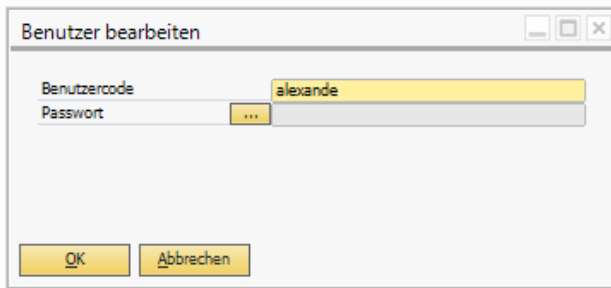 Benutzer bearbeiten
Benutzercode alexande
Passwort ...
OK Abbrechen